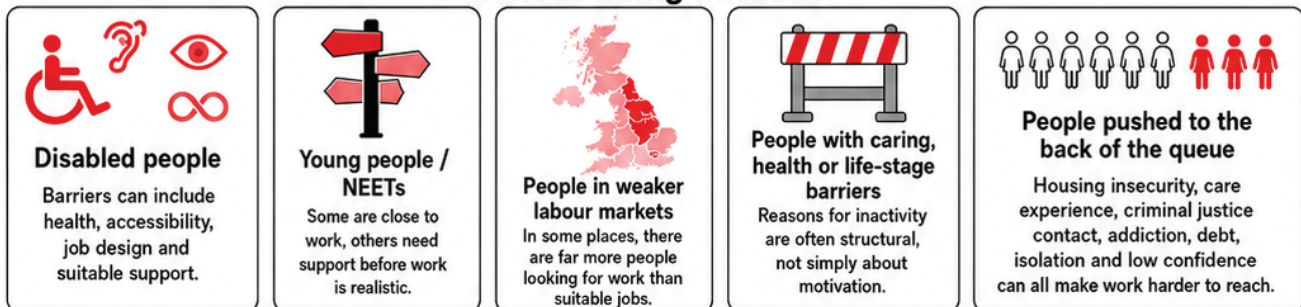 Disabled people
Barriers can include
health, accessibility,
job design and
suitable support.
Young people /
NEETs
Some are close to
work, others need
support before work
is realistic.
People in weaker
labour markets
In some places, there
are far more people
looking for work than
suitable jobs.
People with caring,
health or life-stage
barriers
Reasons for inactivity
are often structural,
not simply about
motivation.
People pushed to the
back of the queue
Housing insecurity, care
experience, criminal justice
contact, addiction, debt,
isolation and low confidence
can all make work harder to reach.